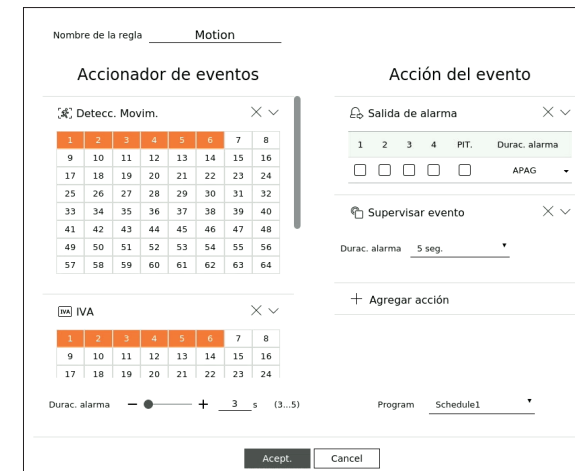 Nombre de la regla Motion
Accionador de eventos
Detecc. Movim.
1 2 3 4 5 6 7 8
9 10 11 12 13 14 15 16
17 18 19 20 21 22 23 24
25 26 27 28 29 30 31 32
33 34 35 36 37 38 39 40
41 42 43 44 45 46 47 48
49 50 51 52 53 54 55 56
57 58 59 60 61 62 63 64
IVA IVA
1 2 3 4 5 6 7 8
9 10 11 12 13 14 15 16
17 18 19 20 21 22 23 24
Durac. alarma 3 s (3...5)
Acción del evento
Salida de alarma
1 2 3 4 PIT. Durac. alarma
APAG
Supervisar evento
Durac. alarma 5 seg.
+ Agregar acción
Program Schedule1
Acept. Cancel